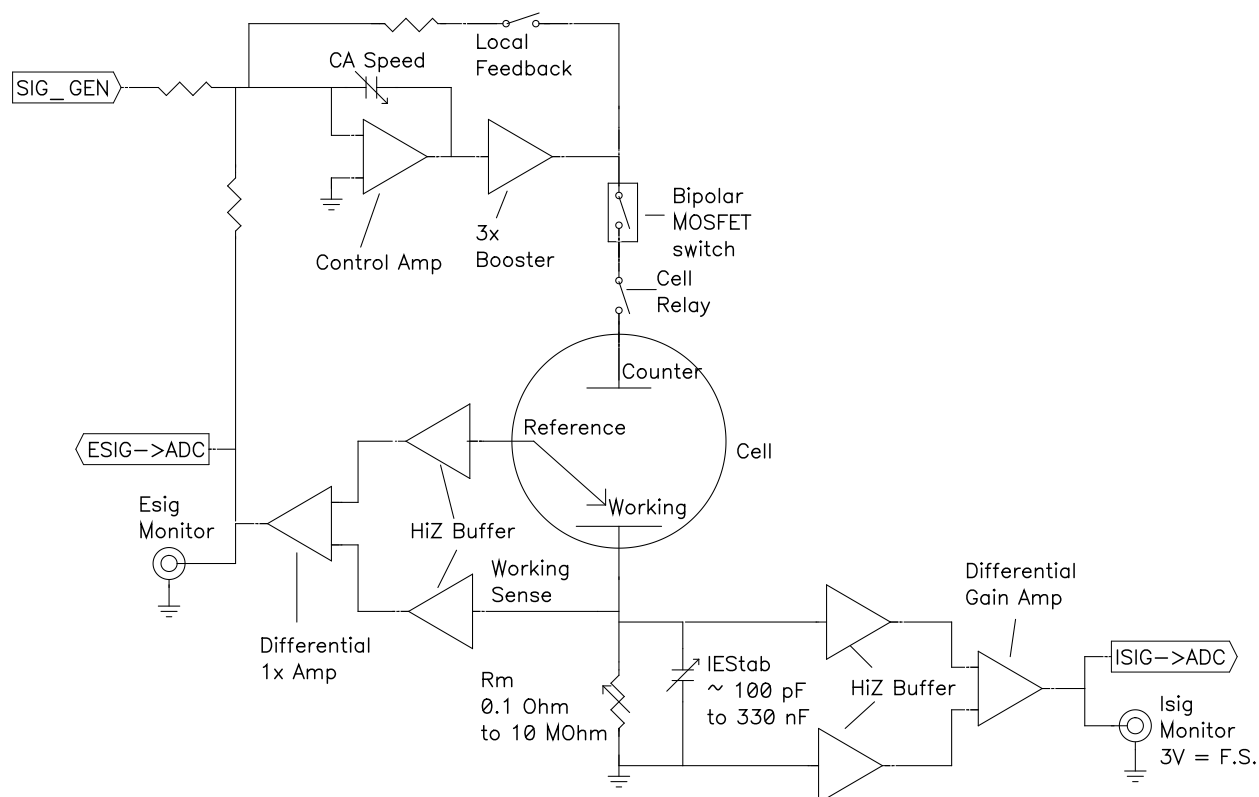 Local
Feedback
CA Speed
SIG_GEN
Bipolar
MOSFET
switch
3x
Booster
Control Amp
Cell
Relay
Counter
Reference
ESIG->ADC
Cell
Esig
Monitor
Working
HiZ Buffer
Working
Sense
Differential
Gain Amp
Differential
1x Amp
ISIG->ADC
Rm
0.1 Ohm
to 10 MOhm
IEStab
~ 100 pF
to 330 nF
HiZ Buffer
Isig
Monitor
3V = F.S.